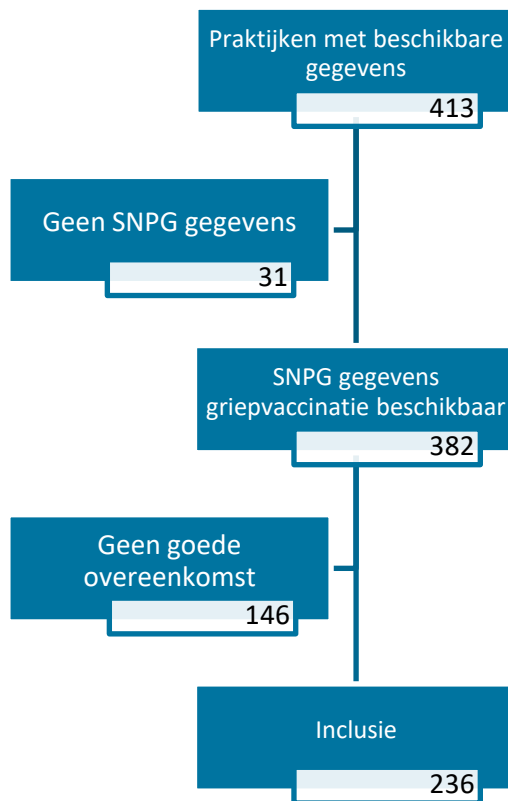 Praktijken met beschikbare
gegevens
413
Geen SNPG gegevens
31
SNPG gegevens
griepvaccinatie beschikbaar
382
Geen goede
overeenkomst
146
Inclusie
236